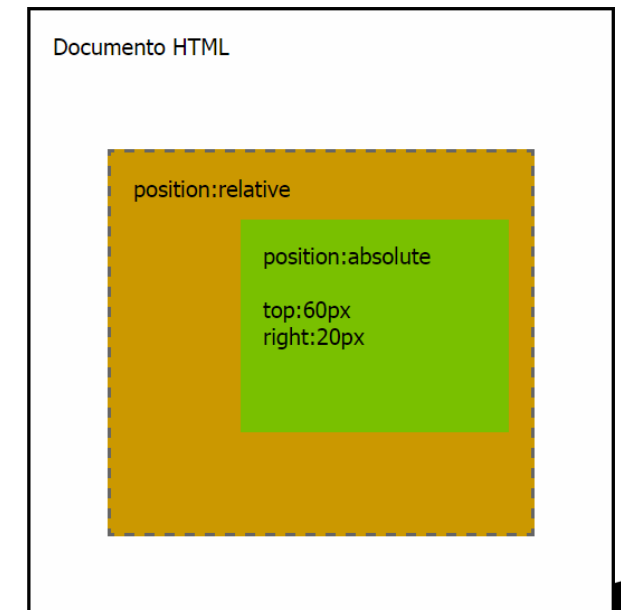 Documento HTML
position:relative
position:absolute
top:60px
right:20px